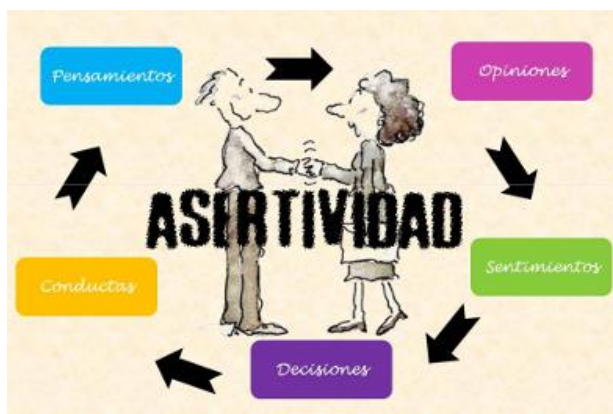 Pensamientos
Opiniones
ASERTIVIDAD
Conductas
Sentimientos
Decisiones